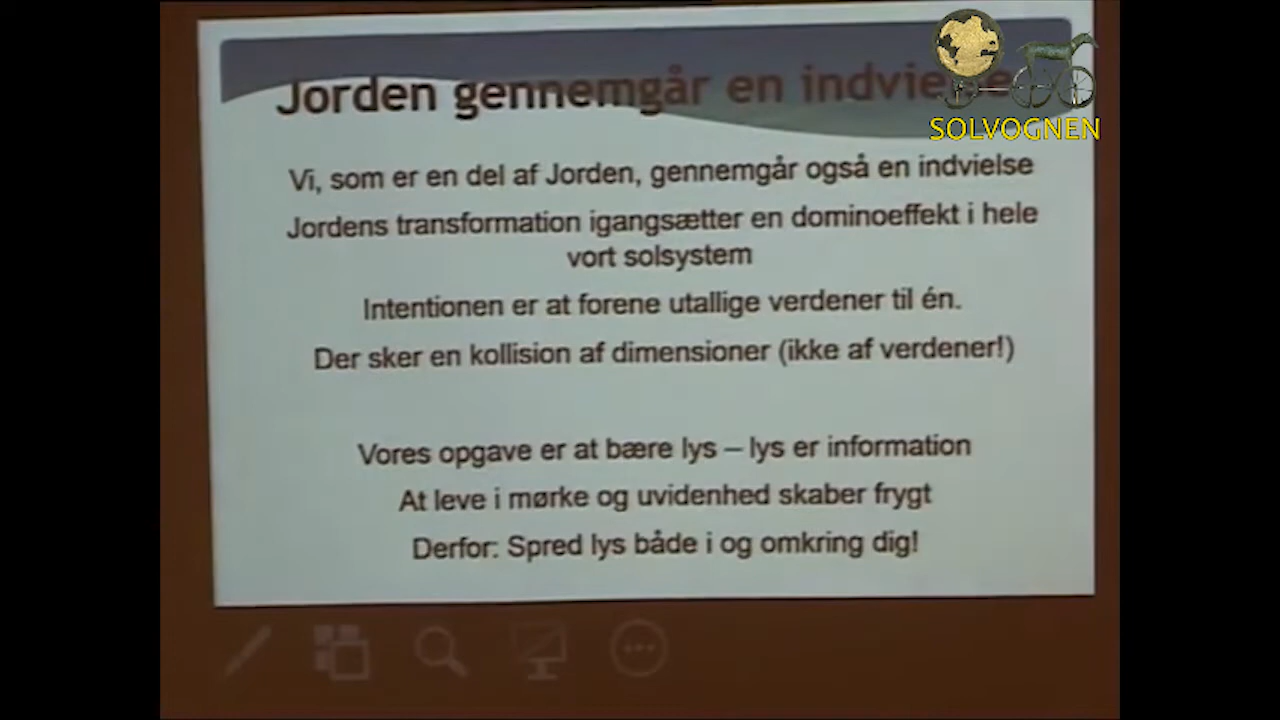 Jorden gennemgår en indvielse
SOLVOGNEN
Vi, som er en del af Jorden, gennemgår også en indvielse
Jordens transformation igangsætter en dominoeffekt i hele
vort solsystem
Intentionen er at forene utallige verdener til én.
Der sker en kollision af dimensioner (ikke af verdener!)
Vores opgave er at bære lys – lys er information
At leve i mørke og uvidenhed skaber frygt
Derfor: Spred lys både i og omkring dig!